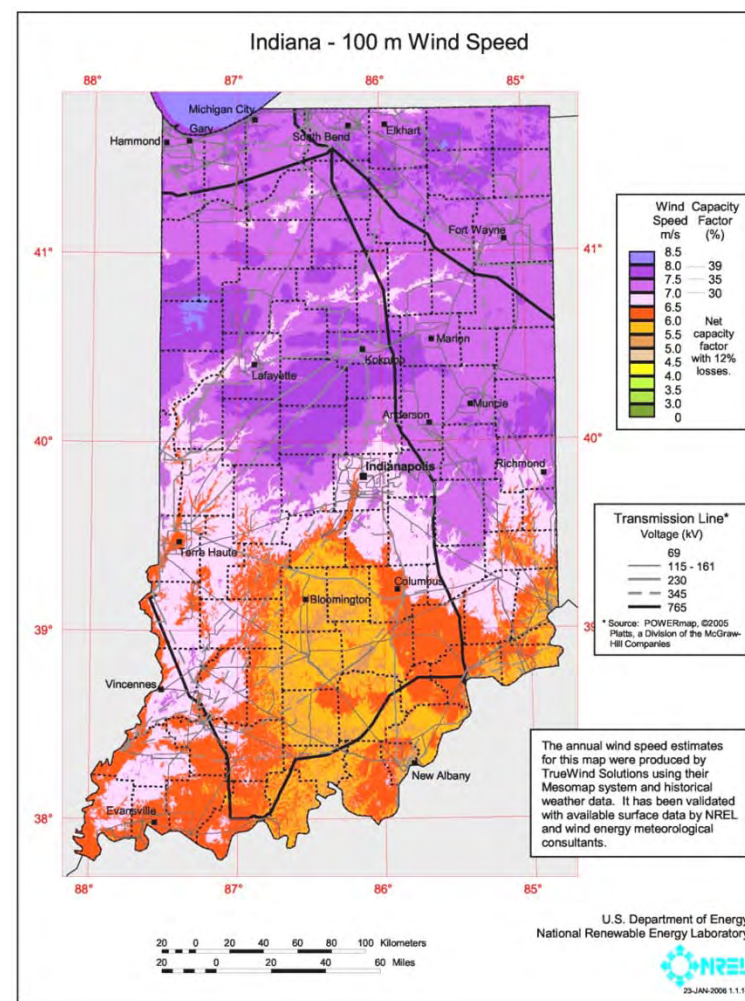 Indiana - 100 m Wind Speed
88° 87° 86° 85°
Michigan City
Gary
Hammond
South Bend
Elkhart
Fort Wayne
41° 41°
Marion
Kokomo
Lafayette
Muncie
Anderson
40° 40°
Indianapolis
Richmond
Terre Haute
Columbus
Bloomington
39° 39°
Vincennes
New Albany
Evansville
38° 38°
88° 87° 86° 85°
Wind Capacity
Speed Factor
m/s (%)
8.5
8.0 39
7.5 35
7.0 30
6.5
6.0 Net
5.5 capacity
5.0 factor
4.5 with 12%
4.0 losses.
3.5
3.0
0
Transmission Line*
Voltage (kV)
69
115 - 161
230
345
765
* Source: POWERmap, ©2005
Platts, a Division of the McGraw-
Hill Companies
The annual wind speed estimates
for this map were produced by
TrueWind Solutions using their
Mesomap system and historical
weather data. It has been validated
with available surface data by NREL
and wind energy meteorological
consultants.
20 0 20 40 60 80 100 Kilometers
20 0 20 40 60 Miles
U.S. Department of Energy
National Renewable Energy Laboratory
NREL
23-JAN-2006 1.1.1